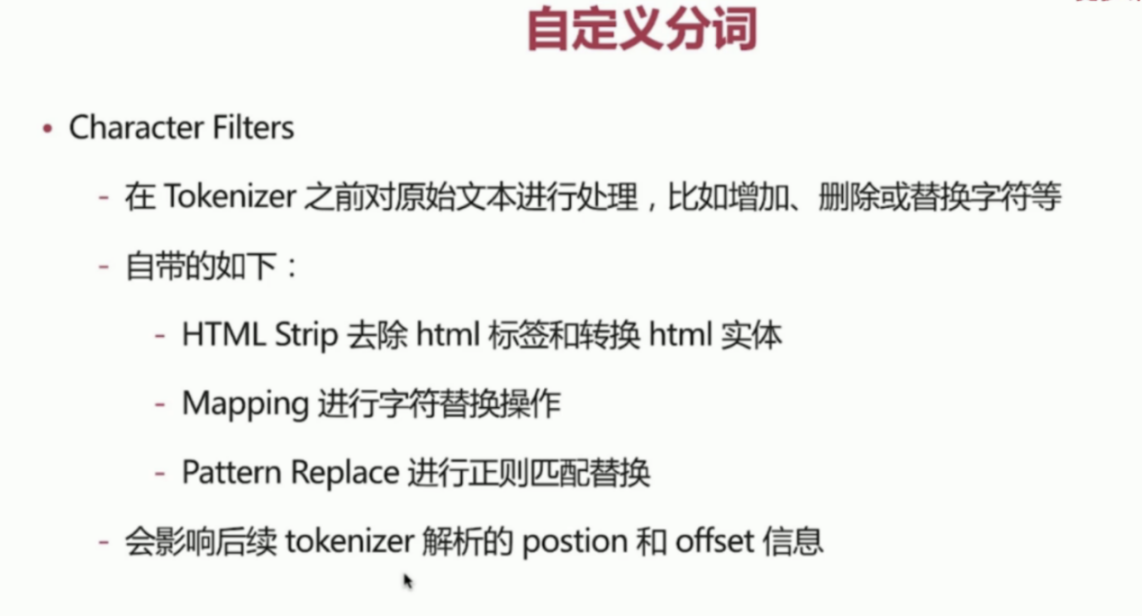 自定义分词
• Character Filters
- 在 Tokenizer 之前对原始文本进行处理，比如增加、删除或替换字符等
- 自带的如下：
- HTML Strip 去除 html 标签和转换 html 实体
- Mapping 进行字符替换操作
- Pattern Replace 进行正则匹配替换
- 会影响后续 tokenizer 解析的 postion 和 offset 信息